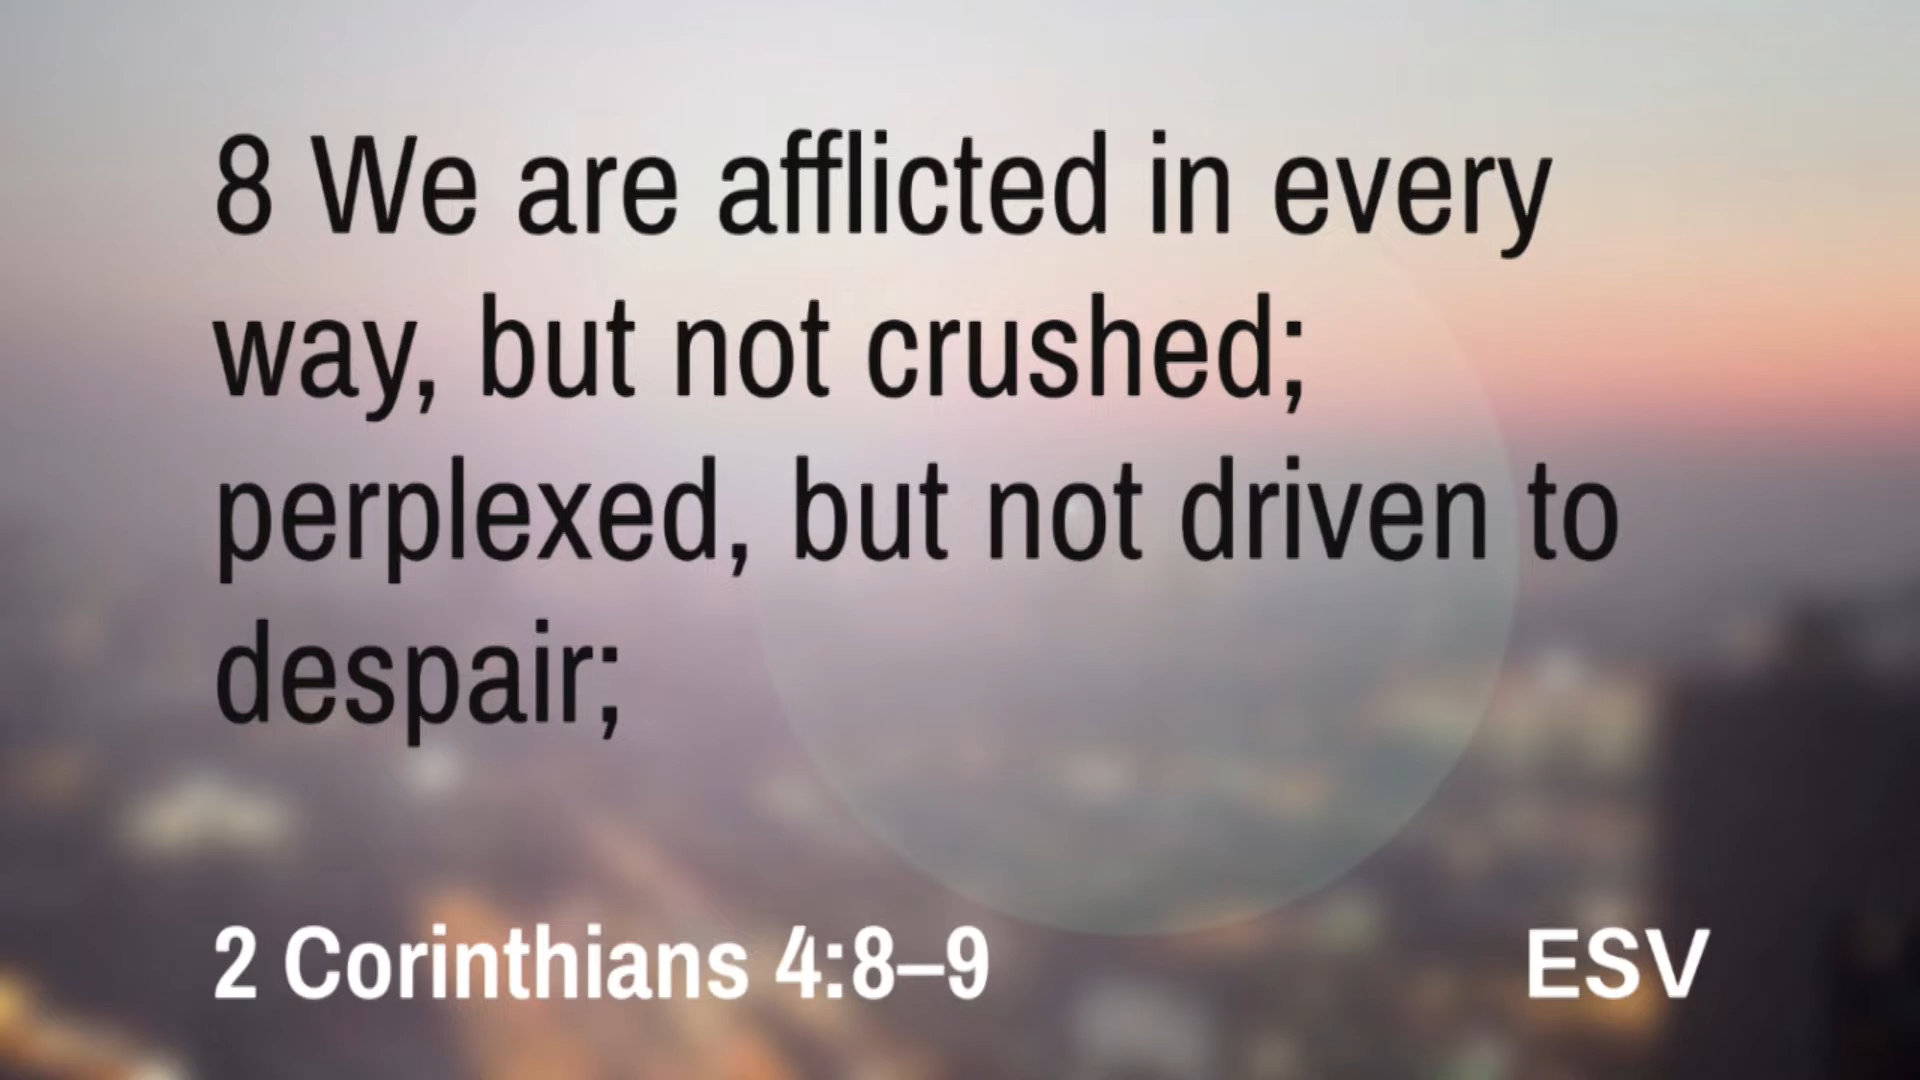 8 We are afflicted in every
way, but not crushed;
perplexed, but not driven to
despair;
2 Corinthians 4:8–9
ESV